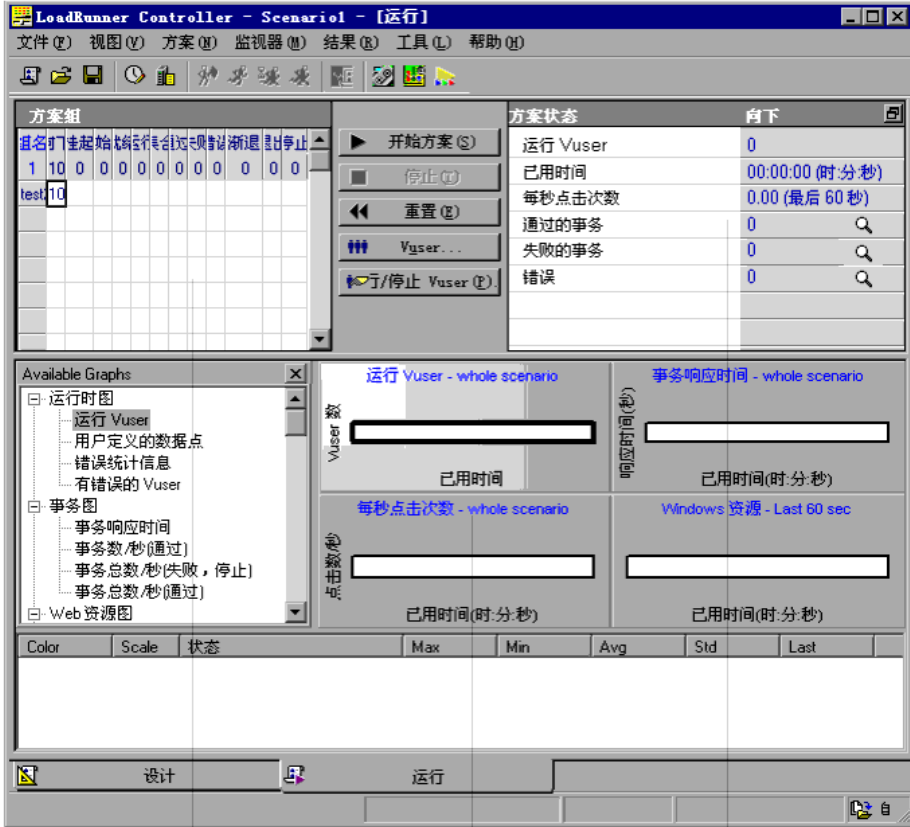 LoadRunner Controller - Scenario1 - [运行]
文件(F) 视图(V) 方案(N) 监视器(M) 结果(R) 工具(L) 帮助(H)
方案组
组名
渐退
停止
1 10 0 0 0 0 0 0 0 0 0 0 0
test
10
开始方案(S)
停止(T)
重置(E)
Vuser...
/停止 Vuser(P).
方案状态 向下
运行 Vuser 0
已用时间 00:00:00 (时:分:秒)
每秒点击次数 0.00 (最后 60 秒)
通过的事务 0
失败的事务 0
错误 0
Available Graphs
运行时图
运行 Vuser
用户定义的数据点
错误统计信息
有错误的 Vuser
事务图
事务响应时间
事务数/秒(通过)
事务总数/秒(失败，停止)
事务总数/秒(通过)
Web 资源图
运行 Vuser - whole scenario
Vuser 数
已用时间
事务响应时间 - whole scenario
响应时间(秒)
已用时间(时:分:秒)
每秒点击次数 - whole scenario
点击数/秒
已用时间(时:分:秒)
Windows 资源 - Last 60 sec
已用时间(时:分:秒)
Color Scale 状态 Max Min Avg Std Last
设计 运行
自